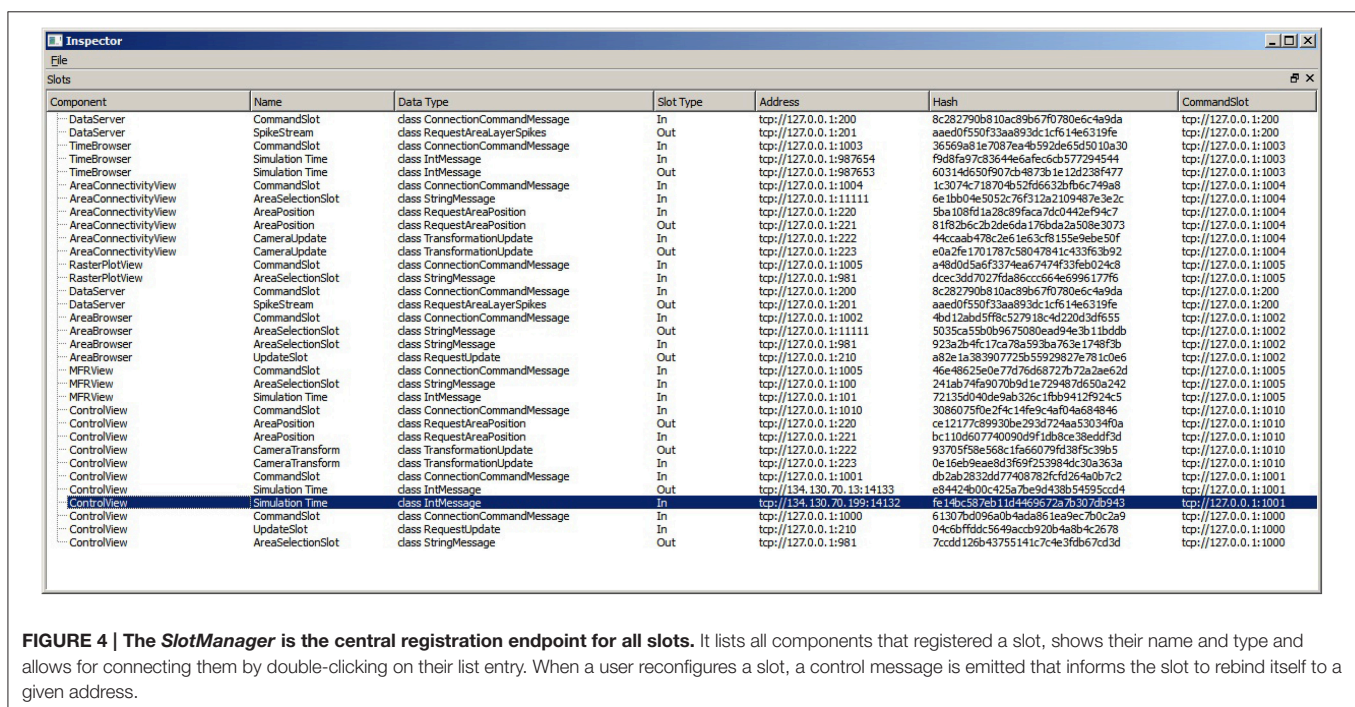 Inspector
File
Slots
Component Name Data Type Slot Type Address Hash CommandSlot
DataServer CommandSlot class ConnectionCommandMessage In tcp://127.0.0.1:200 8c282790b810ac89b67f0780e6c4a9da tcp://127.0.0.1:200
DataServer SpikeStream class RequestAreaLayerSpikes Out tcp://127.0.0.1:201 aaed0f550f33aa893dc1cf614e6319fe tcp://127.0.0.1:200
TimeBrowser CommandSlot class ConnectionCommandMessage In tcp://127.0.0.1:1003 36569a81e7087ea4b592de65d5010a30 tcp://127.0.0.1:1003
TimeBrowser Simulation Time class IntMessage In tcp://127.0.0.1:987654 f9d8fa97c83644e6afec6cb577294544 tcp://127.0.0.1:1003
TimeBrowser Simulation Time class IntMessage Out tcp://127.0.0.1:987653 60314d650f907cb4873b1e12d238f477 tcp://127.0.0.1:1003
AreaConnectivityView CommandSlot class ConnectionCommandMessage In tcp://127.0.0.1:1004 1c3074c718704b52fd6632bfb6c749a8 tcp://127.0.0.1:1004
AreaConnectivityView AreaSelectionSlot class StringMessage In tcp://127.0.0.1:11111 6e1bb04e5052c76f312a2109487e3e2c tcp://127.0.0.1:1004
AreaConnectivityView AreaPosition class RequestAreaPosition In tcp://127.0.0.1:220 5ba108fd1a28c89faca7dc0442ef94c7 tcp://127.0.0.1:1004
AreaConnectivityView AreaPosition class RequestAreaPosition Out tcp://127.0.0.1:221 81f82b6c2b2de6da176bda2a508e3073 tcp://127.0.0.1:1004
AreaConnectivityView CameraUpdate class TransformationUpdate In tcp://127.0.0.1:222 44ccaab478c2e61e63cf8155e9ebe50f tcp://127.0.0.1:1004
AreaConnectivityView CameraUpdate class TransformationUpdate Out tcp://127.0.0.1:223 e0a2fe1701787c58047841c433f63b92 tcp://127.0.0.1:1004
RasterPlotView CommandSlot class ConnectionCommandMessage In tcp://127.0.0.1:1005 a48d0d5a6f3374ea67474f33feb024c8 tcp://127.0.0.1:1005
RasterPlotView AreaSelectionSlot class StringMessage In tcp://127.0.0.1:981 dcec3dd7027fda86ccc664e6996177f6 tcp://127.0.0.1:1005
DataServer CommandSlot class ConnectionCommandMessage In tcp://127.0.0.1:200 8c282790b810ac89b67f0780e6c4a9da tcp://127.0.0.1:200
DataServer SpikeStream class RequestAreaLayerSpikes Out tcp://127.0.0.1:201 aaed0f550f33aa893dc1cf614e6319fe tcp://127.0.0.1:200
AreaBrowser CommandSlot class ConnectionCommandMessage In tcp://127.0.0.1:1002 4bd12abd5ff8c527918c4d220d3df655 tcp://127.0.0.1:1002
AreaBrowser AreaSelectionSlot class StringMessage Out tcp://127.0.0.1:11111 5035ca55b0b9675080ead94e3b11bddb tcp://127.0.0.1:1002
AreaBrowser AreaSelectionSlot class StringMessage In tcp://127.0.0.1:981 923a2b4fc17ca78a593ba763e1748f3b tcp://127.0.0.1:1002
AreaBrowser UpdateSlot class RequestUpdate Out tcp://127.0.0.1:210 a82e1a383907725b55929827e781c0e6 tcp://127.0.0.1:1002
MFRView CommandSlot class ConnectionCommandMessage In tcp://127.0.0.1:1005 46e48625e0e77d76d68727b72a2ae62d tcp://127.0.0.1:1005
MFRView AreaSelectionSlot class StringMessage In tcp://127.0.0.1:100 241ab74fa9070b9d1e729487d650a242 tcp://127.0.0.1:1005
MFRView Simulation Time class IntMessage In tcp://127.0.0.1:101 72135d040de9ab326c1fbb9412f924c5 tcp://127.0.0.1:1005
ControlView CommandSlot class ConnectionCommandMessage In tcp://127.0.0.1:1010 3086075f0e2f4c14fe9c4af04a684846 tcp://127.0.0.1:1010
ControlView AreaPosition class RequestAreaPosition Out tcp://127.0.0.1:220 ce12177c89930be293d724aa53034f0a tcp://127.0.0.1:1010
ControlView AreaPosition class RequestAreaPosition In tcp://127.0.0.1:221 bc110d607740090d9f1db8ce38eddf3d tcp://127.0.0.1:1010
ControlView CameraTransform class TransformationUpdate Out tcp://127.0.0.1:222 93705f58e568c1fa66079fd38f5c39b5 tcp://127.0.0.1:1010
ControlView CameraTransform class TransformationUpdate In tcp://127.0.0.1:223 0e16eb9eae8d3f69f253984dc30a363a tcp://127.0.0.1:1010
ControlView CommandSlot class ConnectionCommandMessage In tcp://127.0.0.1:1001 db2ab2832dd77408782fcfd264a0b7c2 tcp://127.0.0.1:1001
ControlView Simulation Time class IntMessage Out tcp://134.130.70.13:14133 e84424b00c425a7be9d438b54595ccd4 tcp://127.0.0.1:1001
ControlView Simulation Time class IntMessage In tcp://134.130.70.199:14132 fe14bc587eb11d4469672a7b307db943 tcp://127.0.0.1:1001
ControlView CommandSlot class ConnectionCommandMessage In tcp://127.0.0.1:1000 61307bd096a0b4ada861ea9ec7b0c2a9 tcp://127.0.0.1:1000
ControlView UpdateSlot class RequestUpdate In tcp://127.0.0.1:210 04c6bffddc5649accb920b4a8b4c2678 tcp://127.0.0.1:1000
ControlView AreaSelectionSlot class StringMessage Out tcp://127.0.0.1:981 7ccdd126b43755141c7c4e3fdb67cd3d tcp://127.0.0.1:1000
FIGURE 4 | The SlotManager is the central registration endpoint for all slots. It lists all components that registered a slot, shows their name and type and
allows for connecting them by double-clicking on their list entry. When a user reconfigures a slot, a control message is emitted that informs the slot to rebind itself to a
given address.